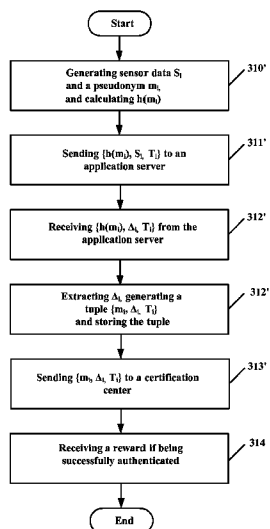 Start
Generating sensor data Sᵢ
and a pseudonym mᵢ,
and calculating h(mᵢ)
310'
Sending {h(mᵢ), Sᵢ, Tᵢ} to an
application server
311'
Receiving {h(mᵢ), Δᵢ, Tᵢ} from the
application server
312'
Extracting Δᵢ, generating a
tuple {mᵢ, Δᵢ, Tᵢ}
and storing the tuple
312'
Sending {mᵢ, Δᵢ, Tᵢ} to a certification
center
313'
Receiving a reward if being
successfully authenticated
314
End